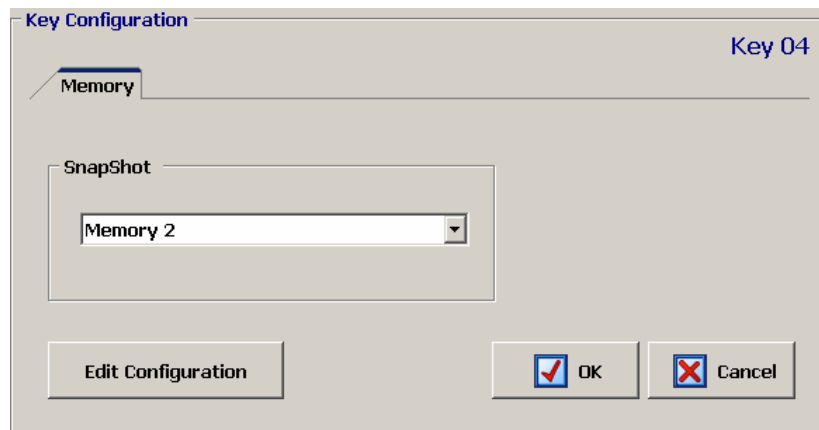 Key Configuration
Key 04
Memory
SnapShot
Memory 2
Edit Configuration
OK
Cancel